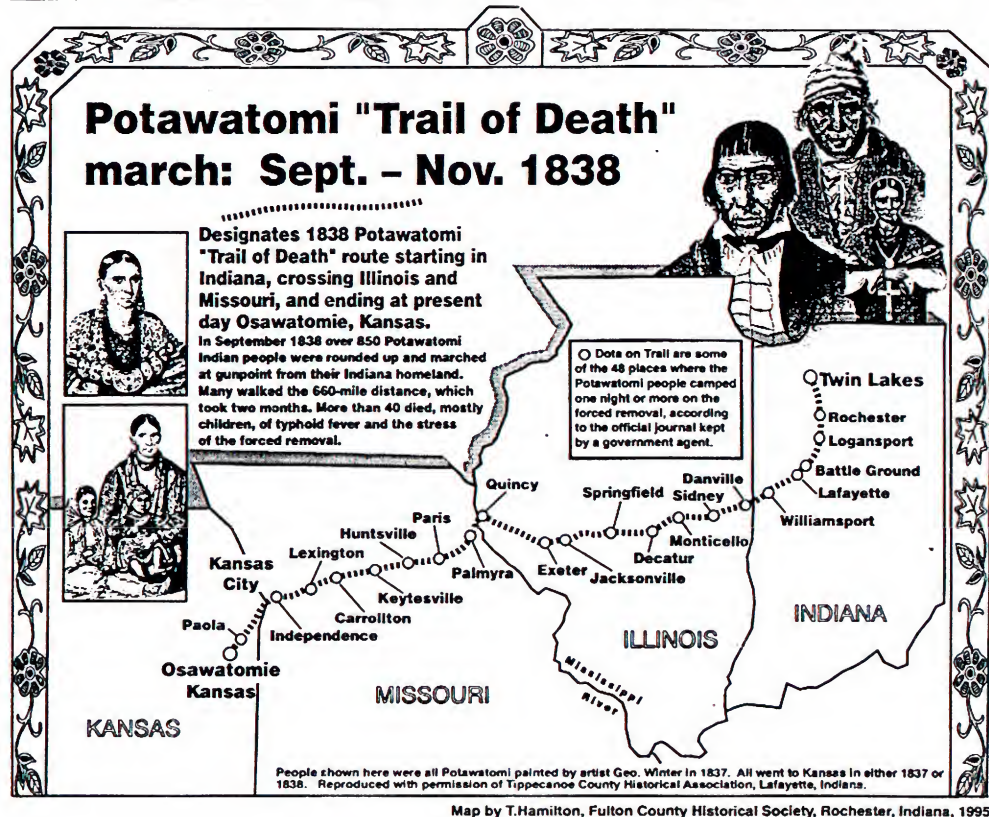 Potawatomi "Trail of Death"
march: Sept. – Nov. 1838
Designates 1838 Potawatomi
"Trail of Death" route starting in
Indiana, crossing Illinois and
Missouri, and ending at present
day Osawatomie, Kansas.
In September 1838 over 850 Potawatomi
Indian people were rounded up and marched
at gunpoint from their Indiana homeland.
Many walked the 660-mile distance, which
took two months. More than 40 died, mostly
children, of typhoid fever and the stress
of the forced removal.
O Dots on Trail are some
of the 48 places where the
Potawatomi people camped
one night or more on the
forced removal, according
to the official journal kept
by a government agent.
Twin Lakes
Rochester
Logansport
Battle Ground
Lafayette
Williamsport
Danville
Sidney
Monticello
Decatur
Springfield
Jacksonville
Exeter
Quincy
Palmyra
Paris
Huntsville
Keytesville
Carrollton
Lexington
Independence
Kansas
City
Paola
Osawatomie
Kansas
KANSAS
MISSOURI
ILLINOIS
INDIANA
Mississippi
River
People shown here were all Potawatomi painted by artist Geo. Winter in 1837. All went to Kansas in either 1837 or
1838. Reproduced with permission of Tippecanoe County Historical Association, Lafayette, Indiana.
Map by T.Hamilton, Fulton County Historical Society, Rochester, Indiana, 1995